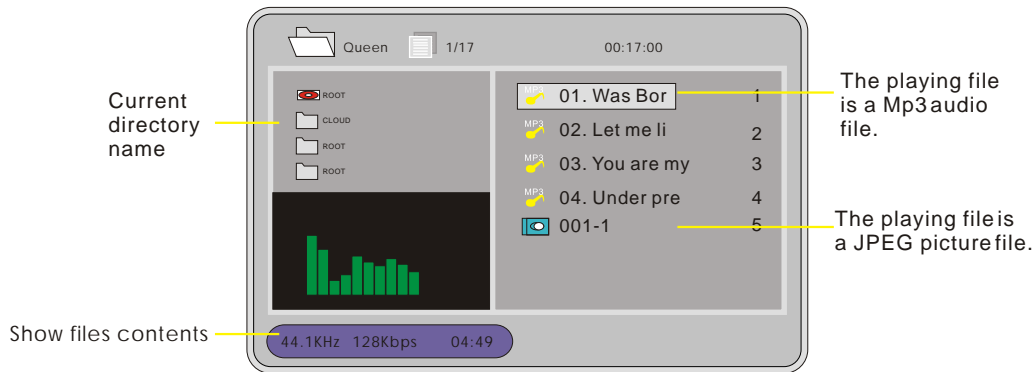 Queen 1/17 00:17:00
Current
directory
name
ROOT
CLOUD
ROOT
ROOT
MP3 01. Was Bor 1
MP3 02. Let me li 2
MP3 03. You are my 3
MP3 04. Under pre 4
001-1 5
The playing file
is a Mp3 audio
file.
The playing file is
a JPEG picture file.
Show files contents
44.1KHz 128Kbps 04:49